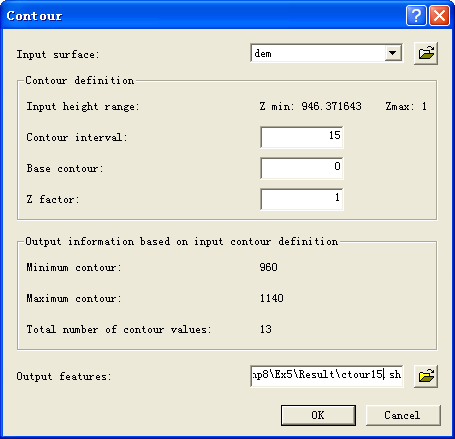 Contour
Input surface: dem
Contour definition
Input height range: Z min: 946.371643 Zmax: 1
Contour interval: 15
Base contour: 0
Z factor: 1
Output information based on input contour definition
Minimum contour: 960
Maximum contour: 1140
Total number of contour values: 13
Output features: np8\Ex5\Result\ctour15.sh
OK Cancel